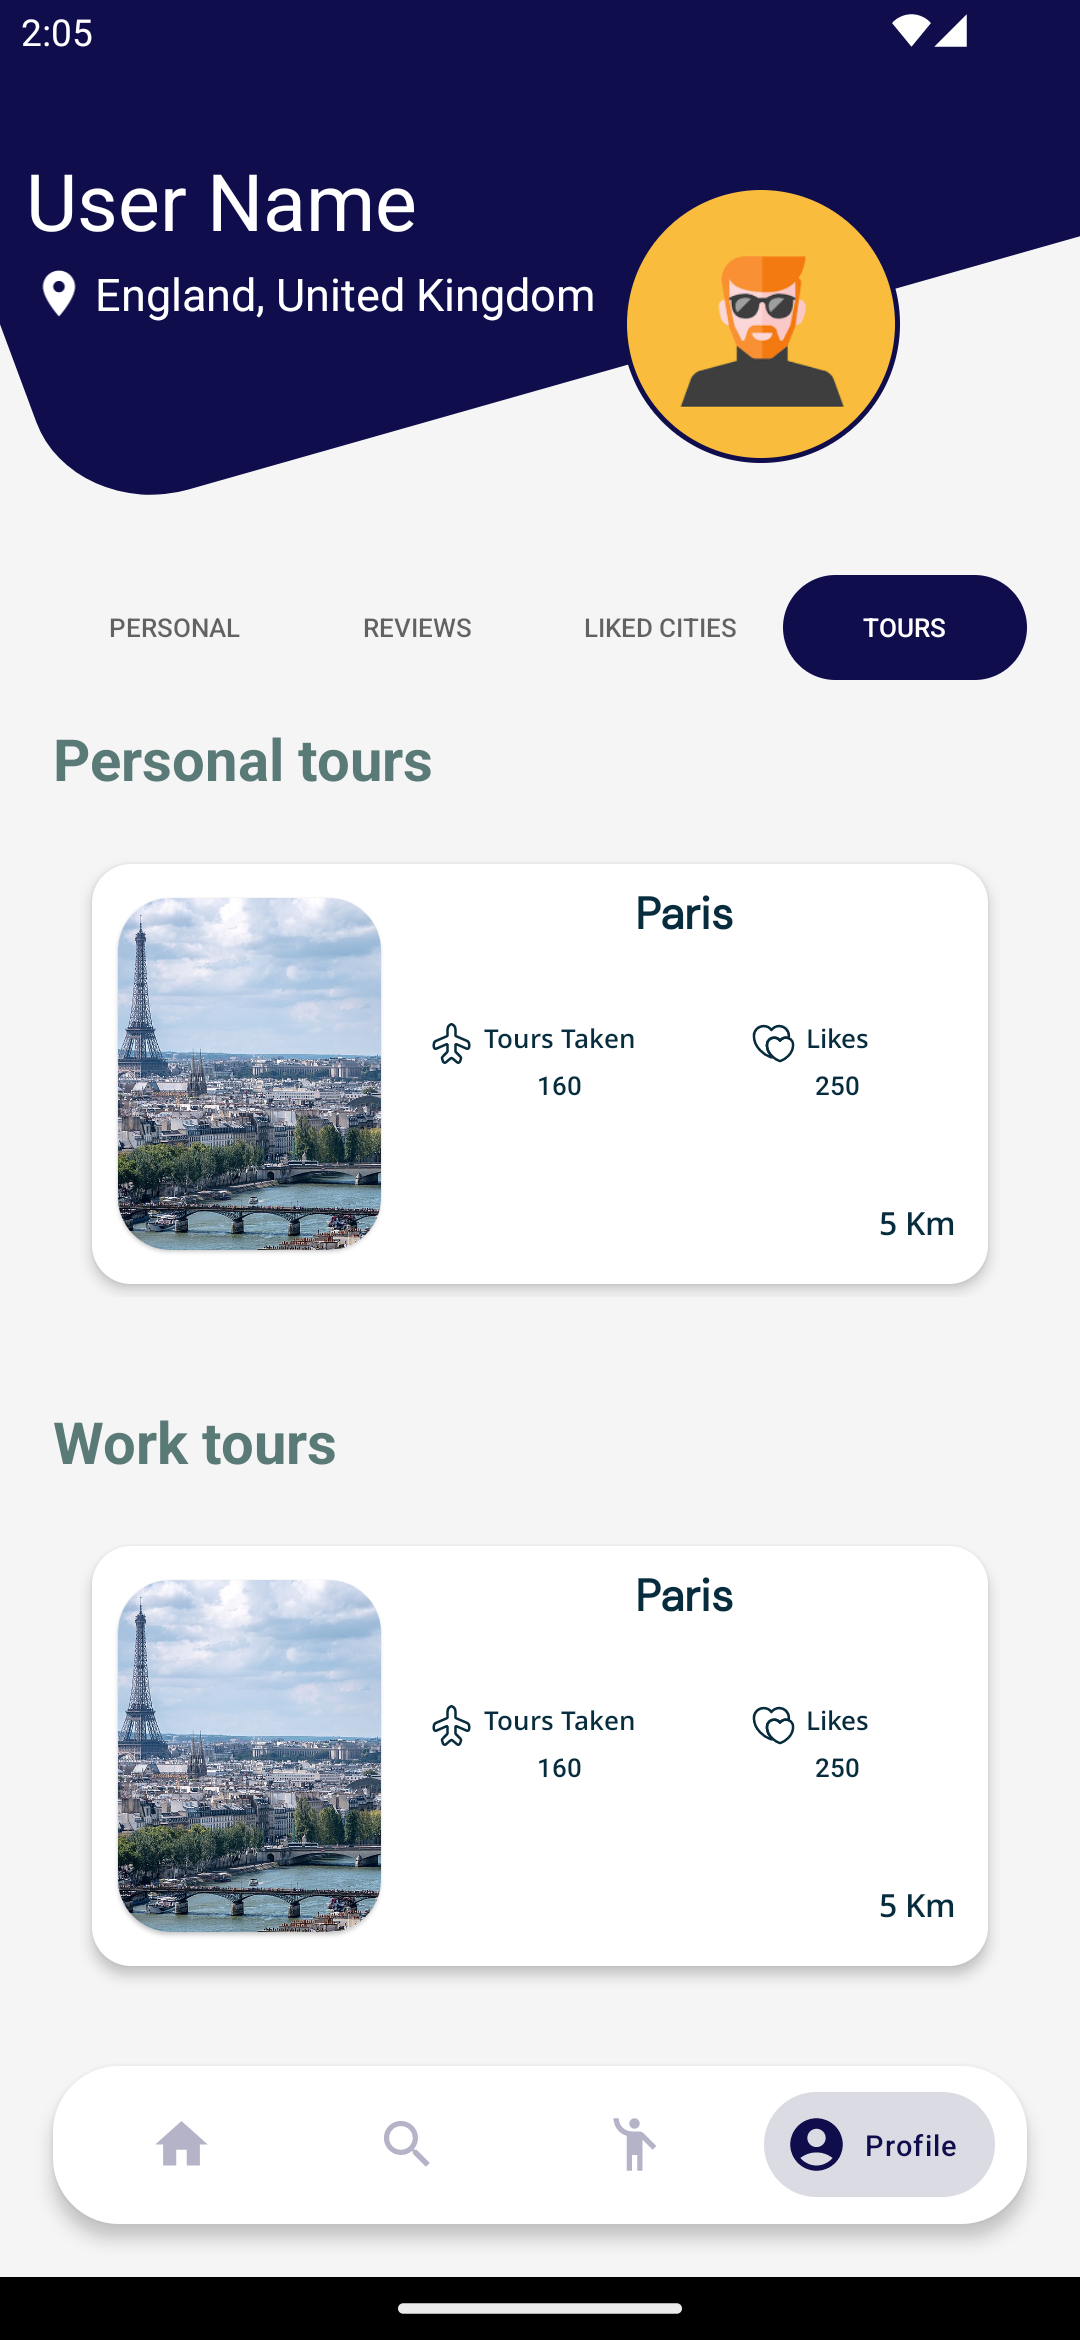 2:05
User Name
England, United Kingdom
PERSONAL REVIEWS LIKED CITIES TOURS
Personal tours
Paris
Tours Taken Likes
160 250
5 Km
Work tours
Paris
Tours Taken Likes
160 250
5 Km
Profile